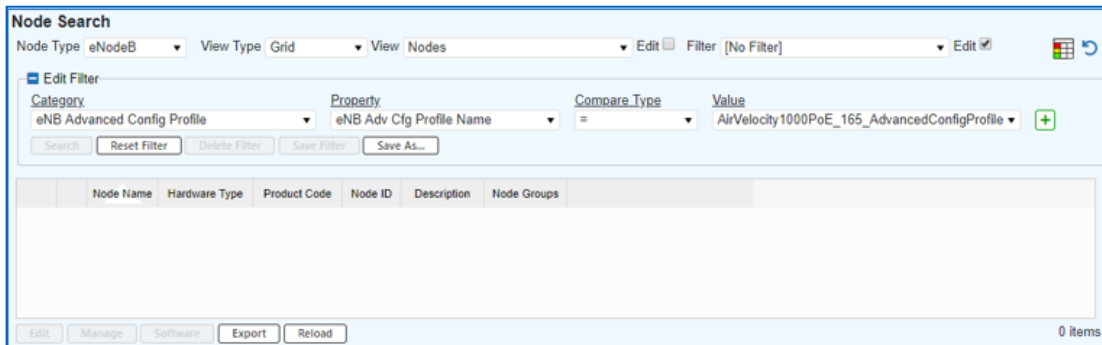 Node Search
Node Type eNodeB View Type Grid View Nodes Edit Filter [No Filter] Edit
Edit Filter
Category Property Compare Type Value
eNB Advanced Config Profile eNB Adv Cfg Profile Name = AirVelocity1000PoE_165_AdvancedConfigProfile
Search Reset Filter Delete Filter Save Filter Save As...
Node Name Hardware Type Product Code Node ID Description Node Groups
Edit Manage Software Export Reload 0 items